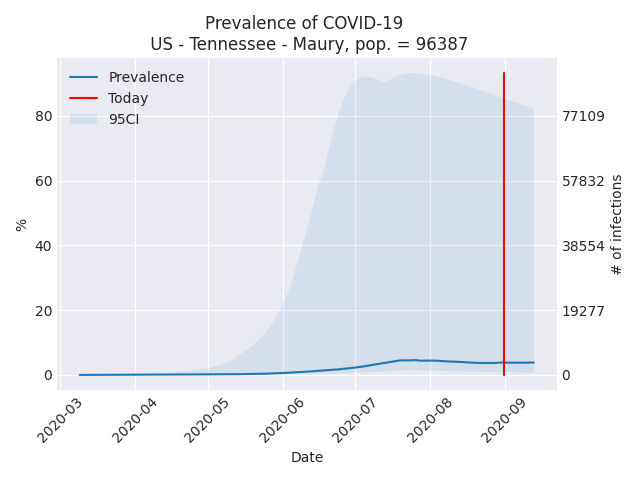 Prevalence of COVID-19
US - Tennessee - Maury, pop. = 96387
Prevalence
Today
95CI
80
60
40
20
0
%
77109
57832
38554
19277
0
# of infections
2020-03
2020-04
2020-05
2020-06
2020-07
2020-08
2020-09
Date